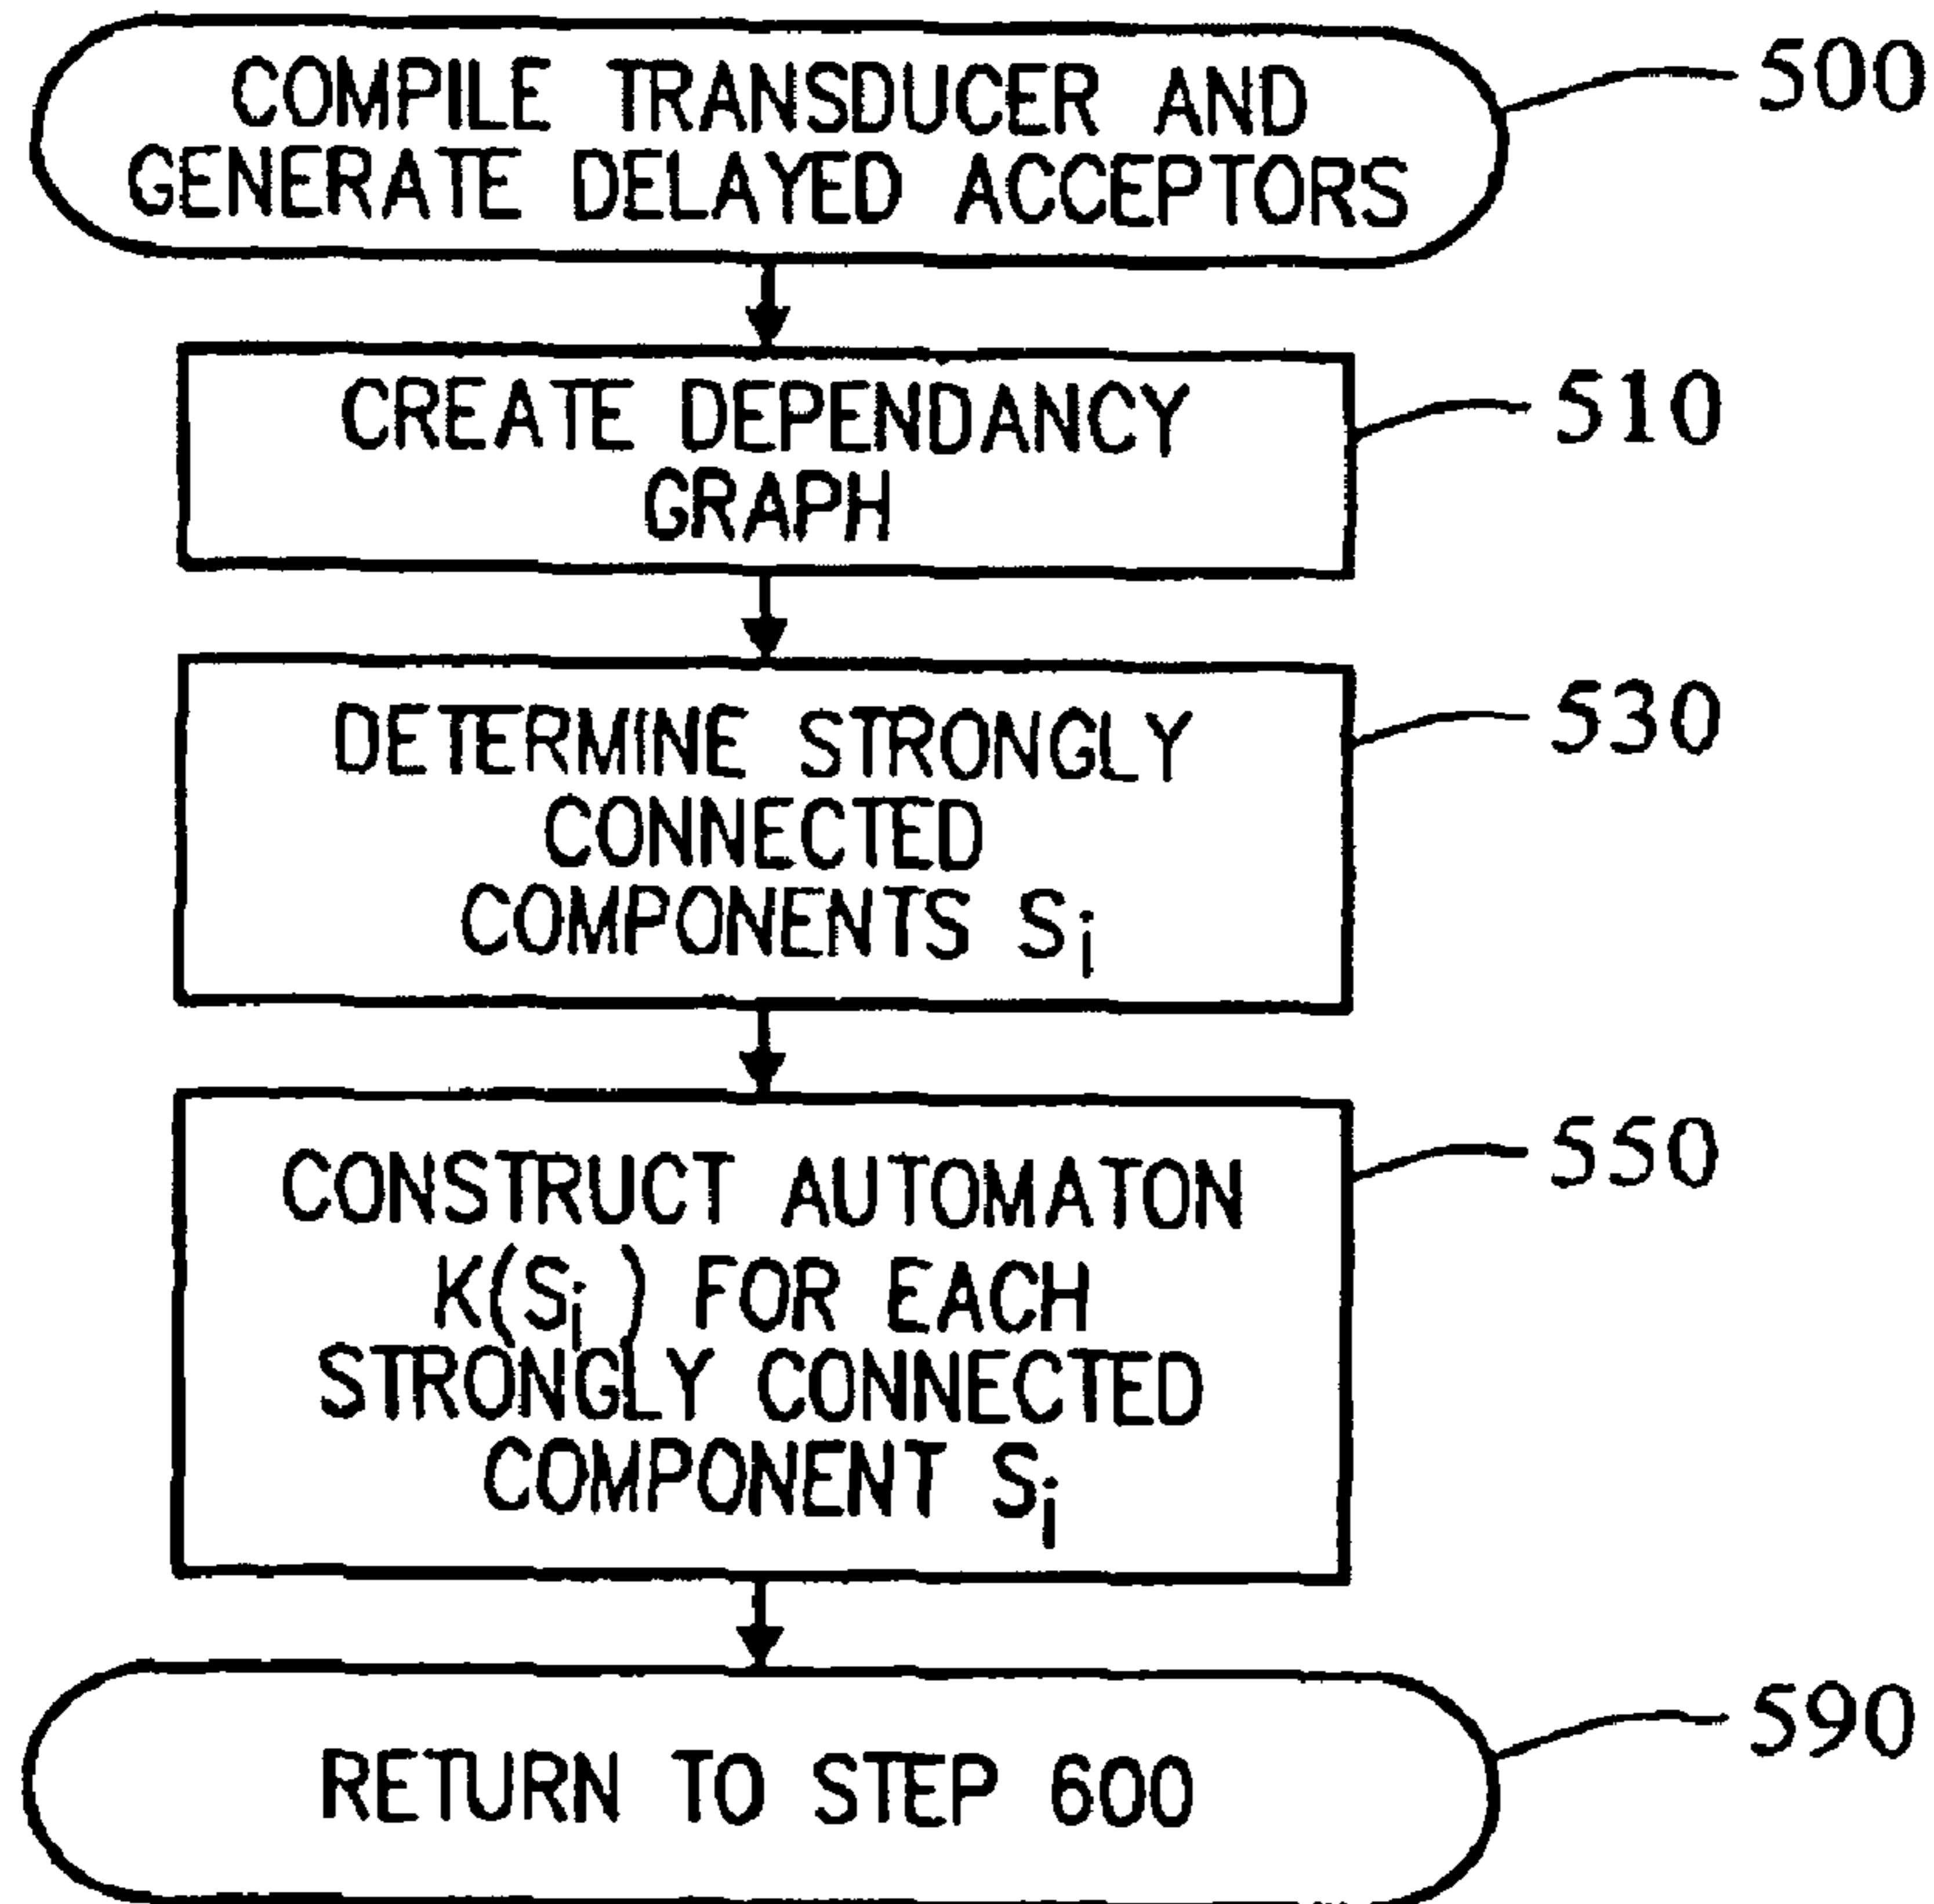 COMPILE TRANSDUCER AND
GENERATE DELAYED ACCEPTORS
500
CREATE DEPENDANCY
GRAPH
510
DETERMINE STRONGLY
CONNECTED
COMPONENTS Si
530
CONSTRUCT AUTOMATON
K(Si) FOR EACH
STRONGLY CONNECTED
COMPONENT Si
550
RETURN TO STEP 600
590